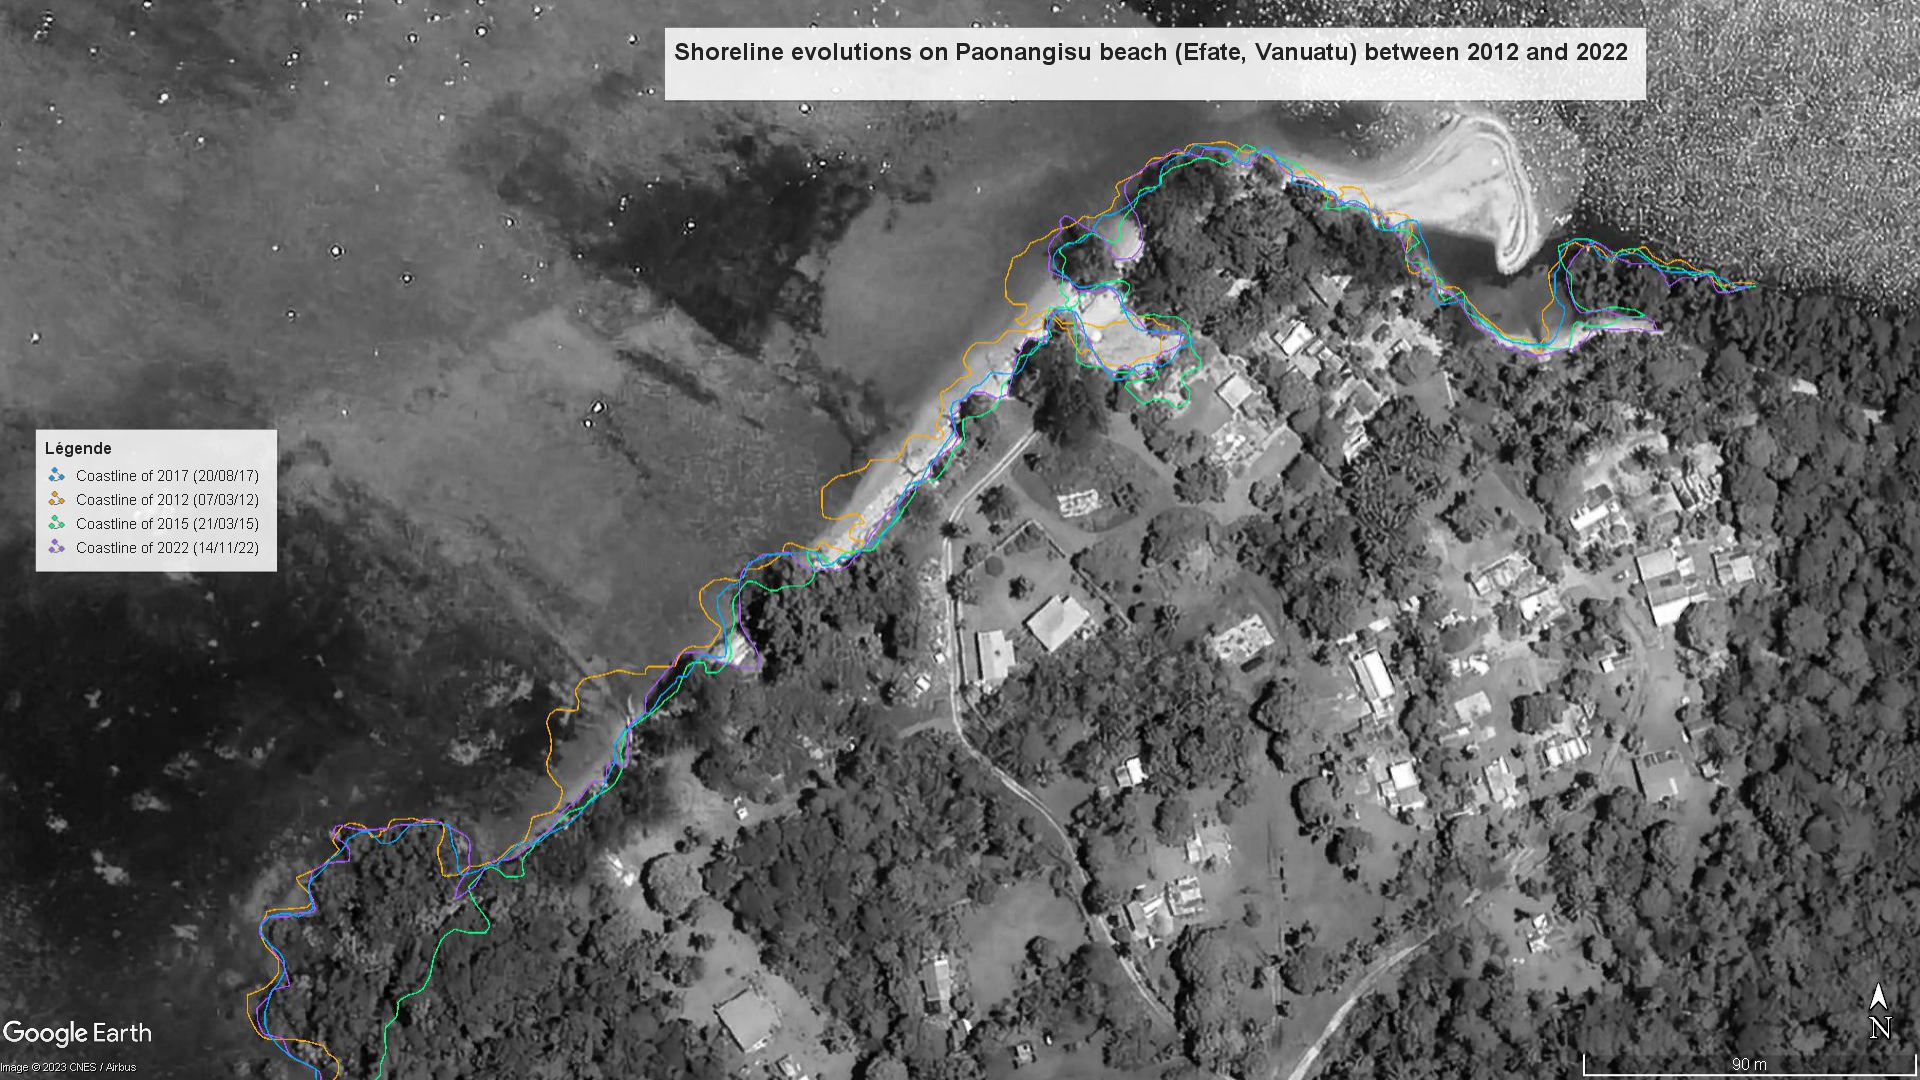 Shoreline evolutions on Paonangisu beach (Efate, Vanuatu) between 2012 and 2022
Légende
Coastline of 2017 (20/08/17)
Coastline of 2012 (07/03/12)
Coastline of 2015 (21/03/15)
Coastline of 2022 (14/11/22)
N
Google Earth
90 m
Image © 2023 CNES / Airbus